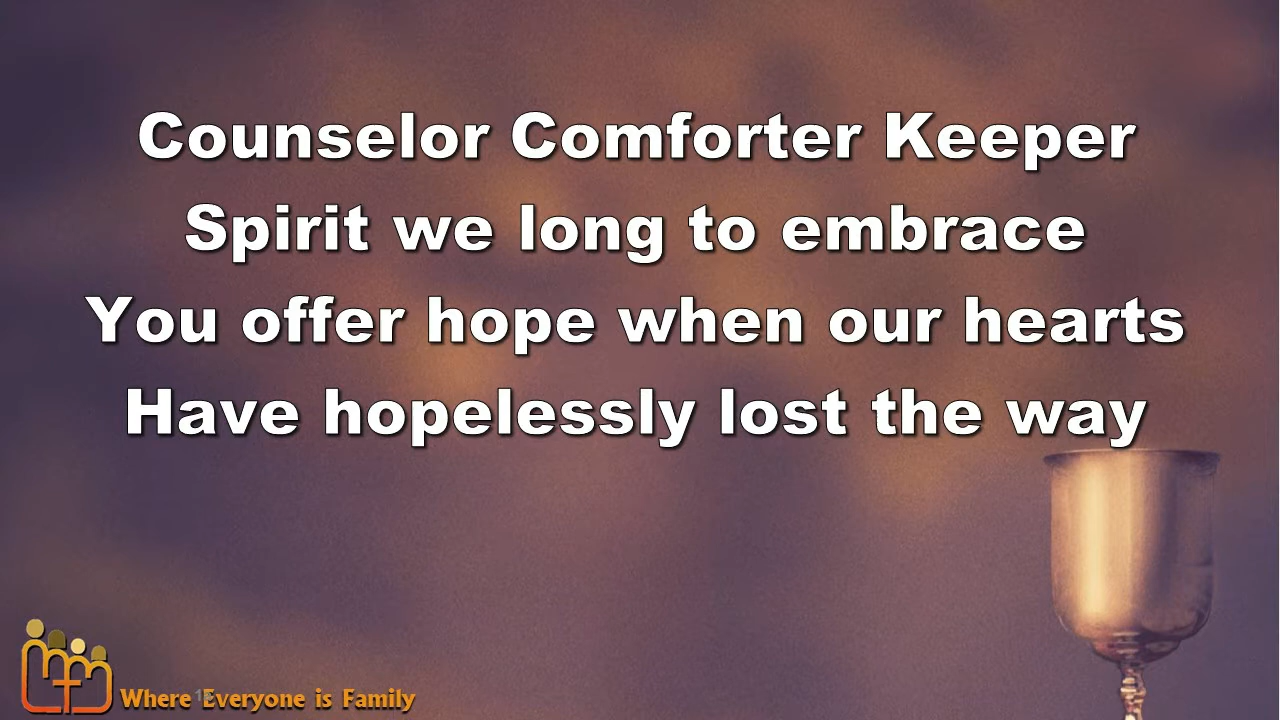 Counselor Comforter Keeper
Spirit we long to embrace
You offer hope when our hearts
Have hopelessly lost the way
Where Everyone is Family